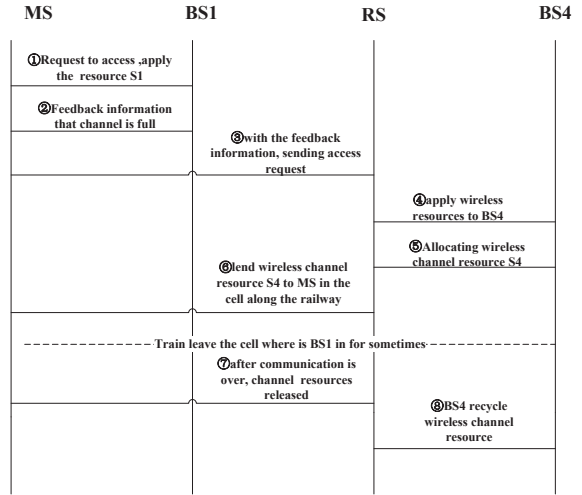 MS BS1 RS BS4
①Request to access ,apply
the resource S1
②Feedback information
that channel is full
③with the feedback
information, sending access
request
④apply wireless
resources to BS4
⑤Allocating wireless
channel resource S4
⑥lend wireless channel
resource S4 to MS in the
cell along the railway
Train leave the cell where is BS1 in for sometimes
⑦after communication is
over, channel resources
released
⑧BS4 recycle
wireless channel
resource